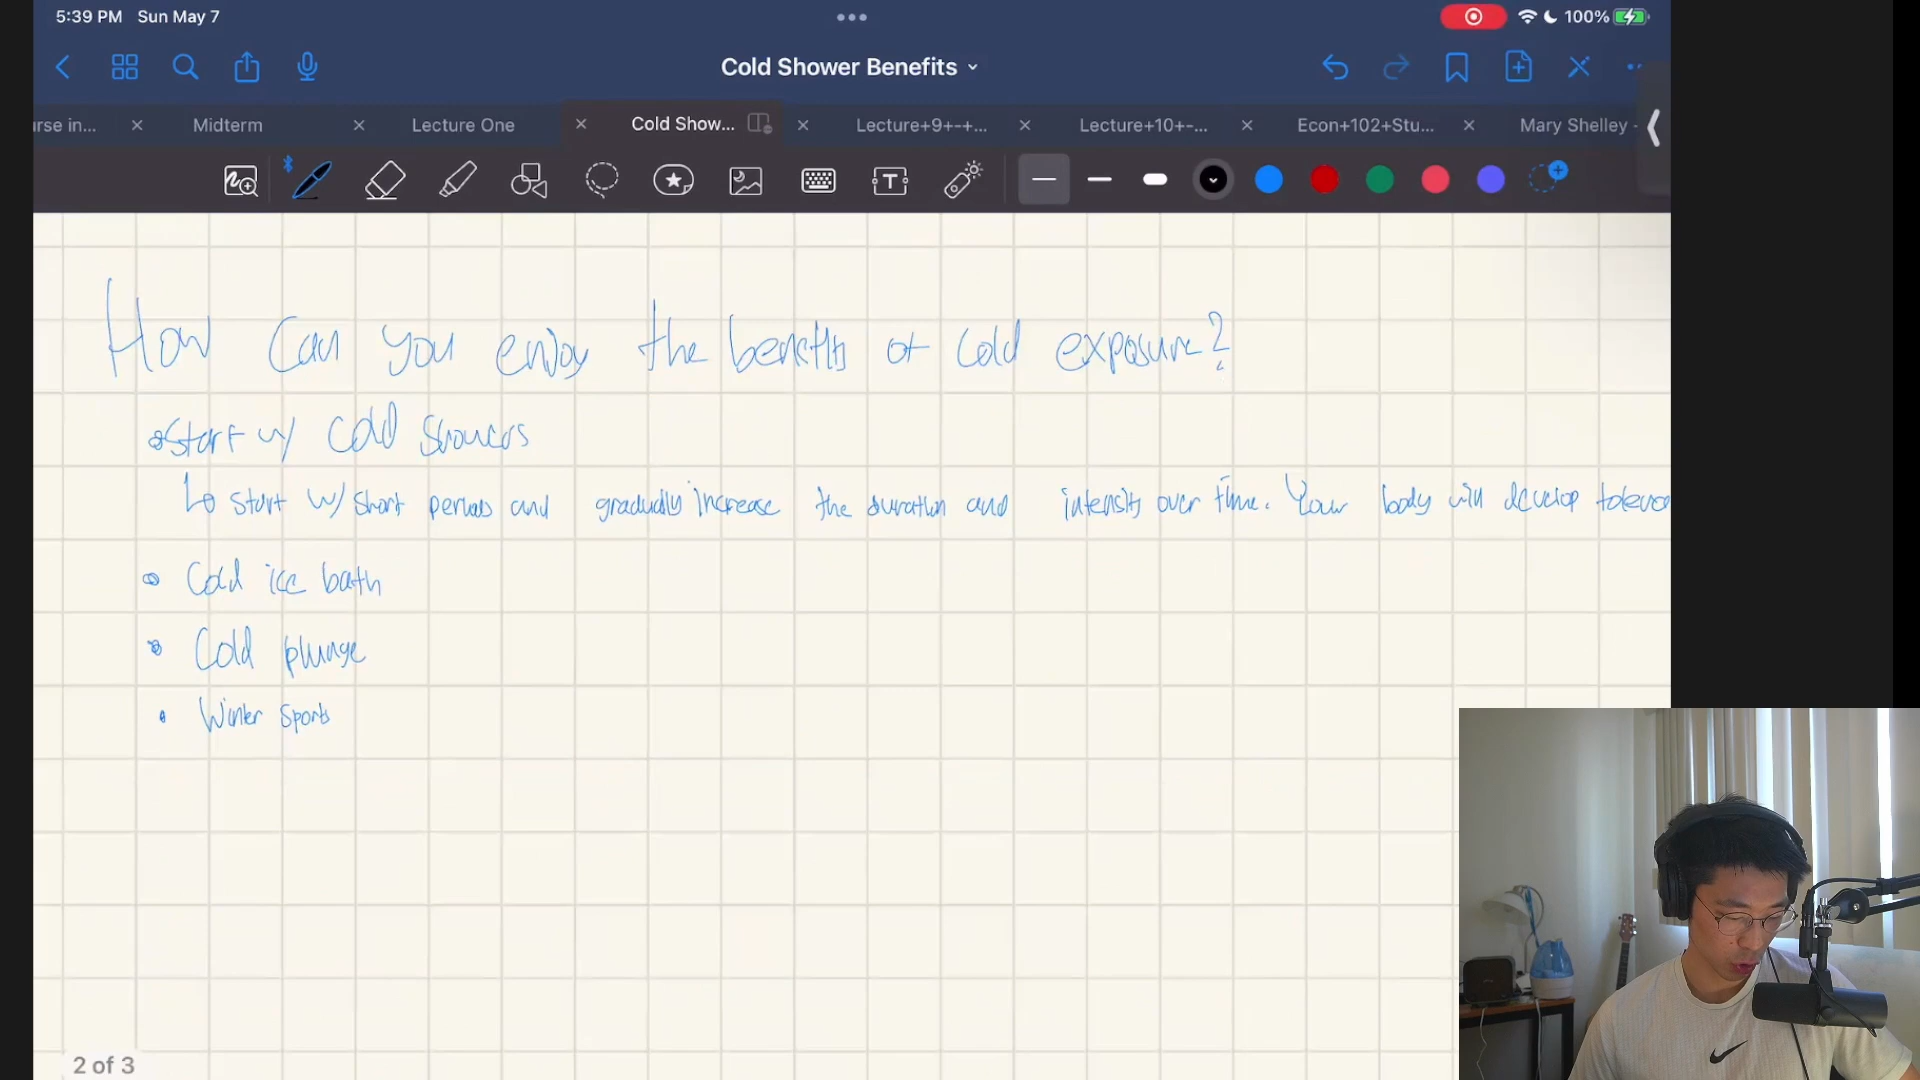 5:39 PM Sun May 7
100%
Cold Shower Benefits
urse in...
Midterm
Lecture One
Cold Show...
Lecture+9+-+...
Lecture+10+-...
Econ+102+Stu...
Mary Shelley -
How can you enjoy the benefits of cold exposure?
Start w/ cold showers
Start w/ short periods and gradually increase the duration and intensity over time. Your body will develop toleran
Cold ice bath
Cold plunge
Winter sports
2 of 3